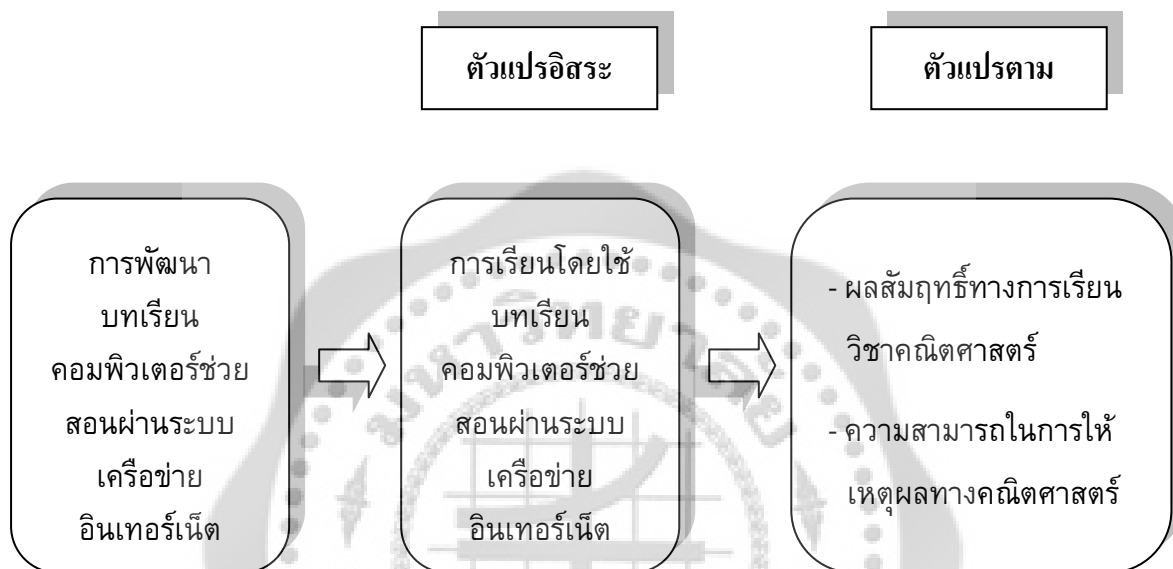 ตัวแปรอิสระ
ตัวแปรตาม
การพัฒนา
บทเรียน
คอมพิวเตอร์ช่วย
สอนผ่านระบบ
เครือข่าย
อินเทอร์เน็ต
การเรียนโดยใช้
บทเรียน
คอมพิวเตอร์ช่วย
สอนผ่านระบบ
เครือข่าย
อินเทอร์เน็ต
- ผลสัมฤทธิ์ทางการเรียน
วิชาคณิตศาสตร์
- ความสามารถในการให้
เหตุผลทางคณิตศาสตร์